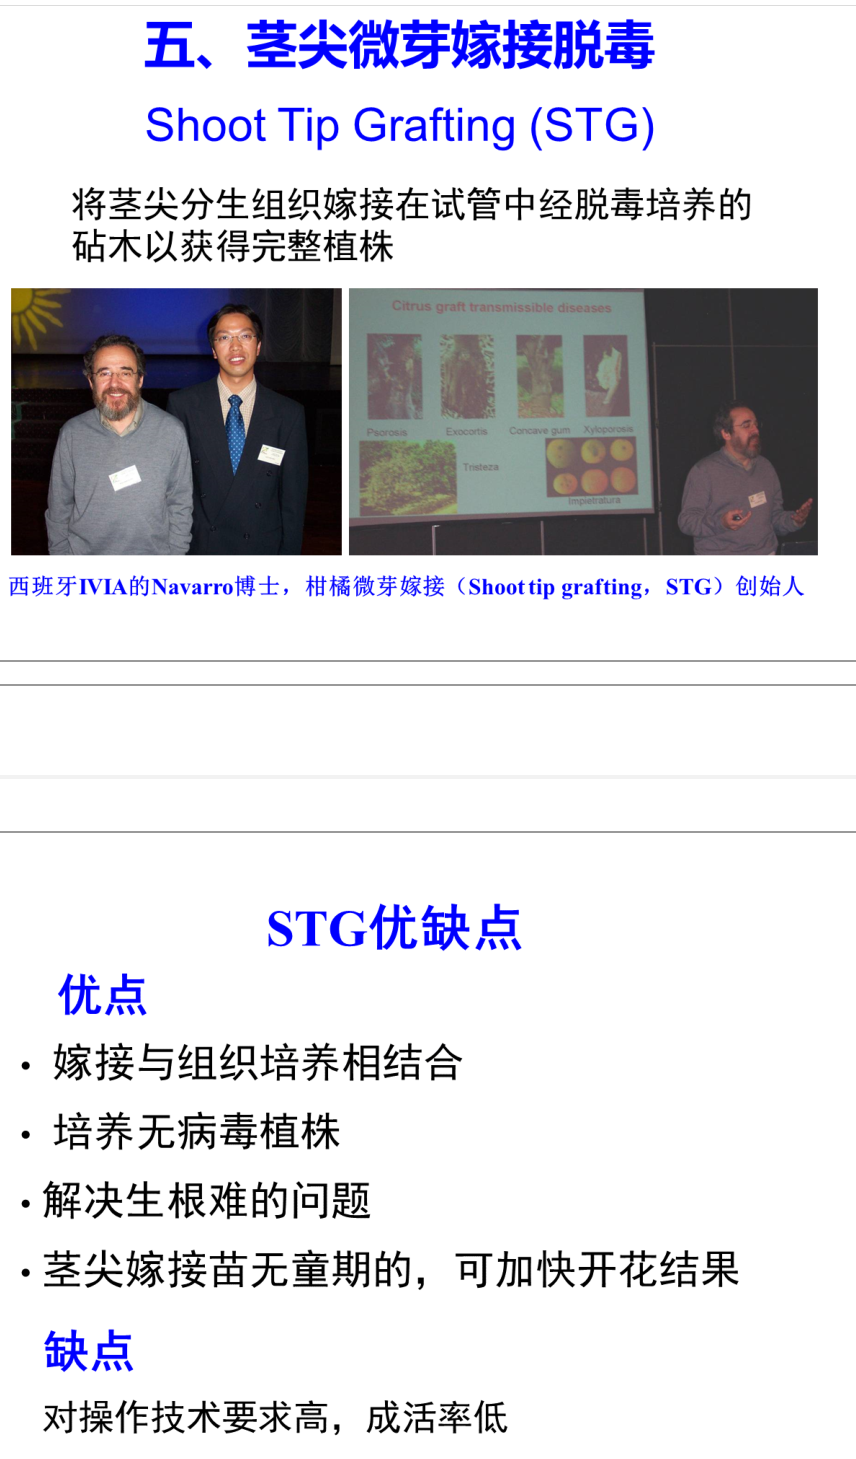 五、茎尖微芽嫁接脱毒
Shoot Tip Grafting (STG)
将茎尖分生组织嫁接在试管中经脱毒培养的
砧木以获得完整植株
Citrus graft transmissible diseases
Psorosis Exocortis Concave gum Xyloporosis
Tristeza
Impietratura
西班牙IVIA的Navarro博士，柑橘微芽嫁接（Shoot tip grafting，STG）创始人
STG优缺点
优点
• 嫁接与组织培养相结合
• 培养无病毒植株
• 解决生根难的问题
• 茎尖嫁接苗无童期的，可加快开花结果
缺点
对操作技术要求高，成活率低